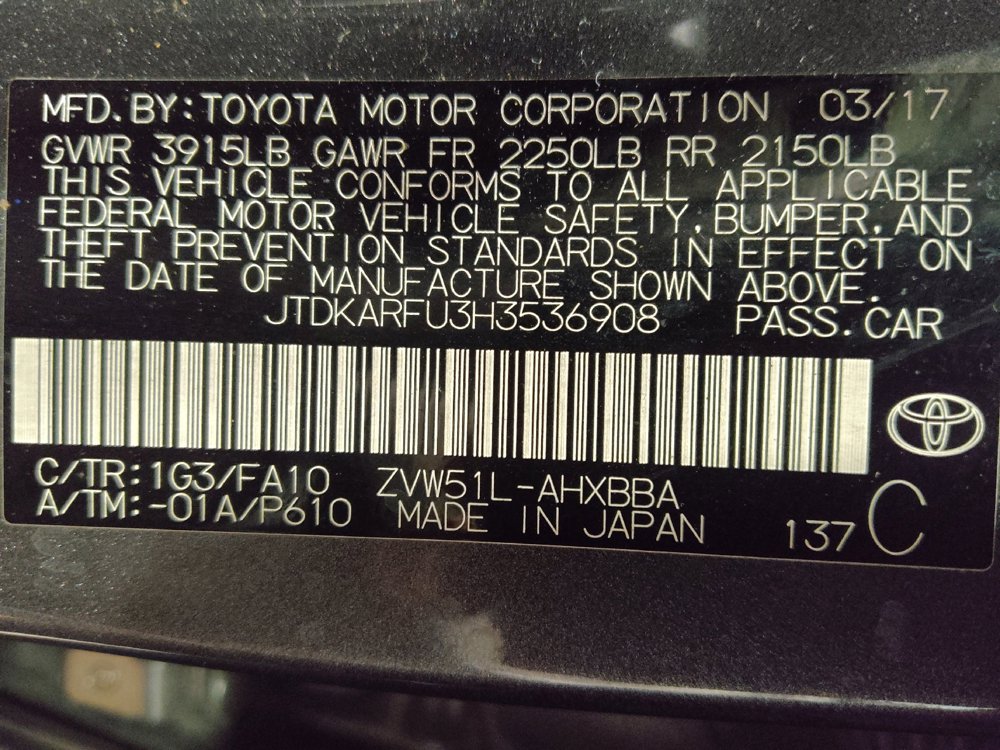 MFD. BY: TOYOTA MOTOR CORPORATION 03/17
GVWR 3915LB GAWR FR 2250LB RR 2150LB
THIS VEHICLE CONFORMS TO ALL APPLICABLE
FEDERAL MOTOR VEHICLE SAFETY, BUMPER, AND
THEFT PREVENTION STANDARDS IN EFFECT ON
THE DATE OF MANUFACTURE SHOWN ABOVE.
JTDKARFU3H3536908 PASS. CAR
C/TR: 1G3/FA10 ZVW51L-AHXBBA
A/TM: -01A/P610 MADE IN JAPAN 137 C